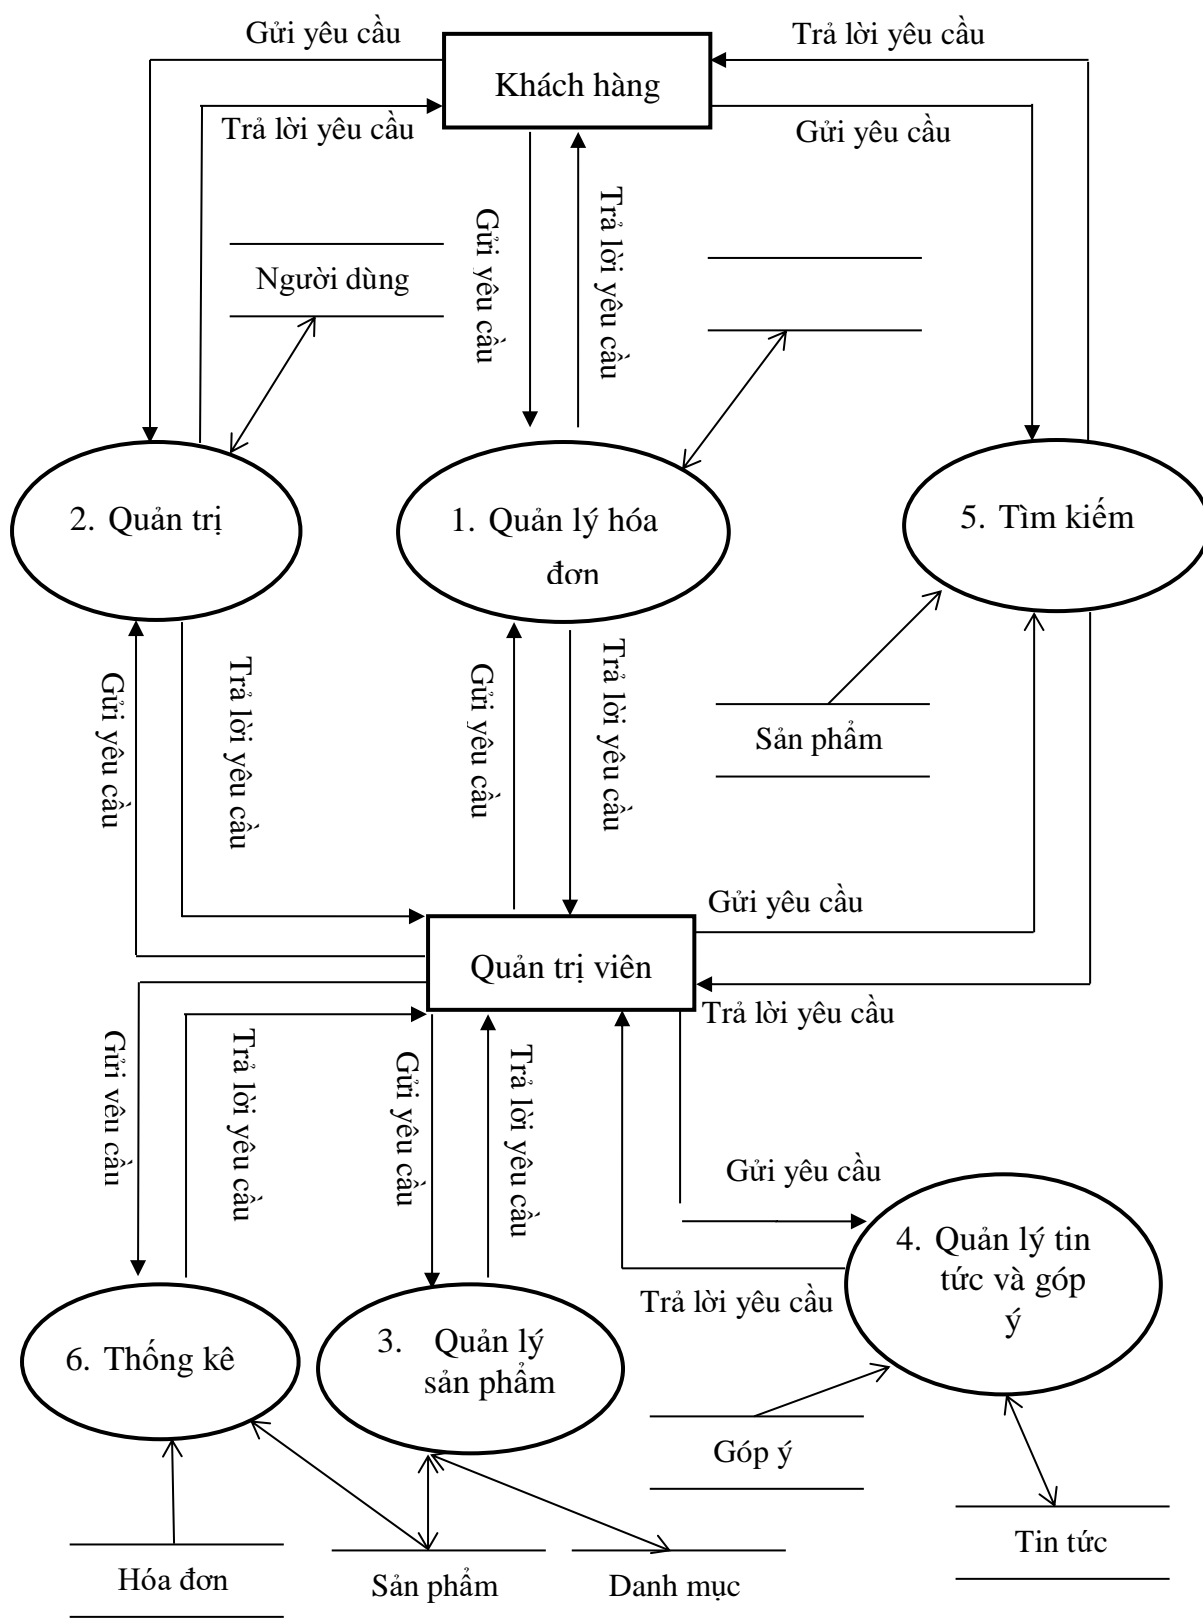 Gửi yêu cầu
Trả lời yêu cầu
Khách hàng
Trả lời yêu cầu
Gửi yêu cầu
Gửi yêu cầu
Trả lời yêu cầu
Người dùng
2. Quản trị
1. Quản lý hóa
đơn
5. Tìm kiếm
Gửi yêu cầu
Trả lời yêu cầu
Gửi yêu cầu
Trả lời yêu cầu
Sản phẩm
Gửi yêu cầu
Quản trị viên
Trả lời yêu cầu
Gửi yêu cầu
Trả lời yêu cầu
Gửi yêu cầu
Trả lời yêu cầu
Gửi yêu cầu
4. Quản lý tin
tức và góp
ý
Trả lời yêu cầu
6. Thống kê
3. Quản lý
sản phẩm
Góp ý
Tin tức
Hóa đơn
Sản phẩm
Danh mục